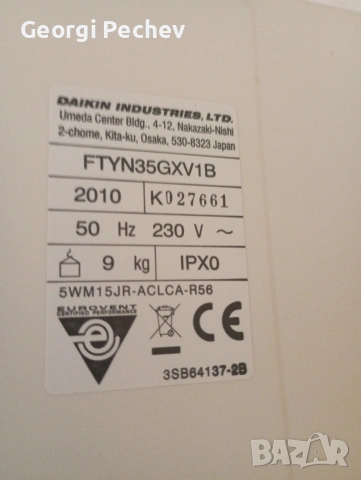 Georgi Pechev
DAIKIN INDUSTRIES, LTD.
Umeda Center Bldg., 4-12, Nakazaki-Nishi
2-chome, Kita-ku, Osaka, 530-8323 Japan
FTYN35GXV1B
2010 K027661
50 Hz 230 V ~
9 kg IPX0
5WM15JR-ACLCA-R56
EUROVENT
CERTIFIED PERFORMANCE
CE
3SB64137-2B
bazar